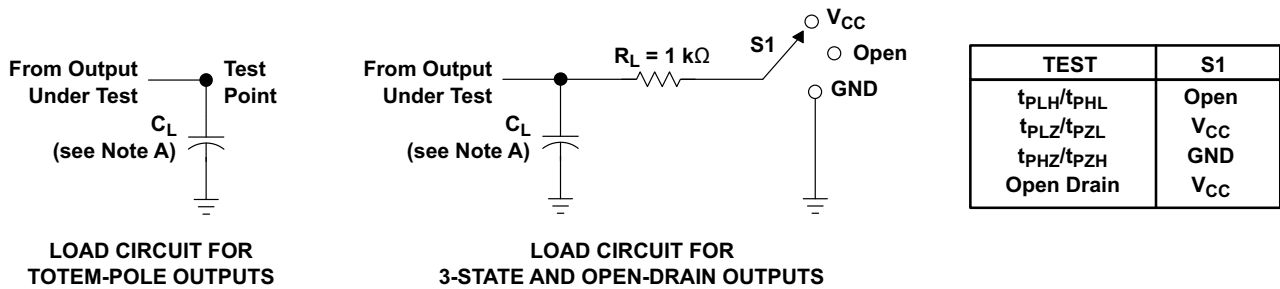 From Output
Under Test
Test
Point
C_L
(see Note A)
LOAD CIRCUIT FOR
TOTEM-POLE OUTPUTS
From Output
Under Test
R_L = 1 kΩ
S1
V_CC
Open
GND
C_L
(see Note A)
LOAD CIRCUIT FOR
3-STATE AND OPEN-DRAIN OUTPUTS
TEST S1
t_PLH/t_PHL Open
t_PLZ/t_PZL V_CC
t_PHZ/t_PZH GND
Open Drain V_CC